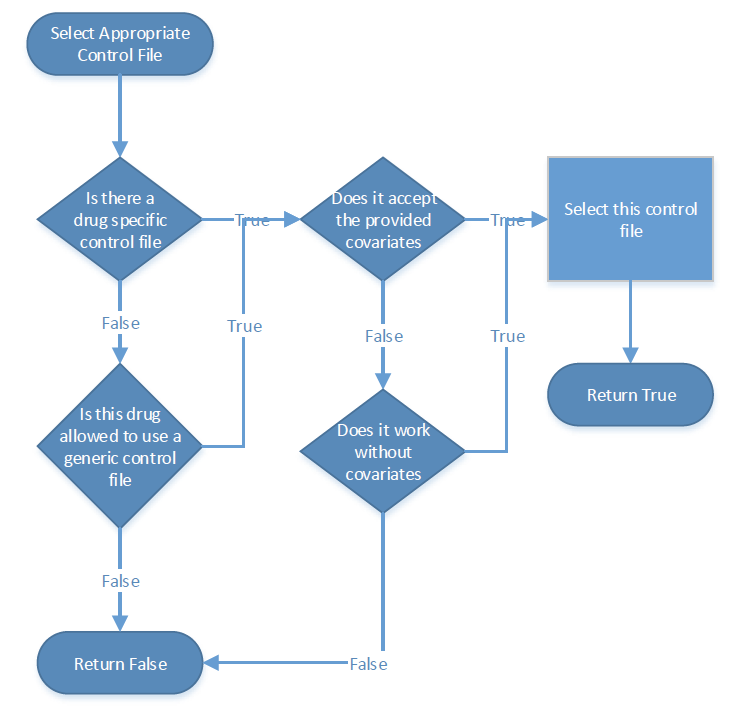 Select Appropriate
Control File
Is there a
drug specific
control file
True
Does it accept
the provided
covariates
True
Select this control
file
False
True
False
True
Return True
Is this drug
allowed to use a
generic control
file
Does it work
without
covariates
False
Return False
False